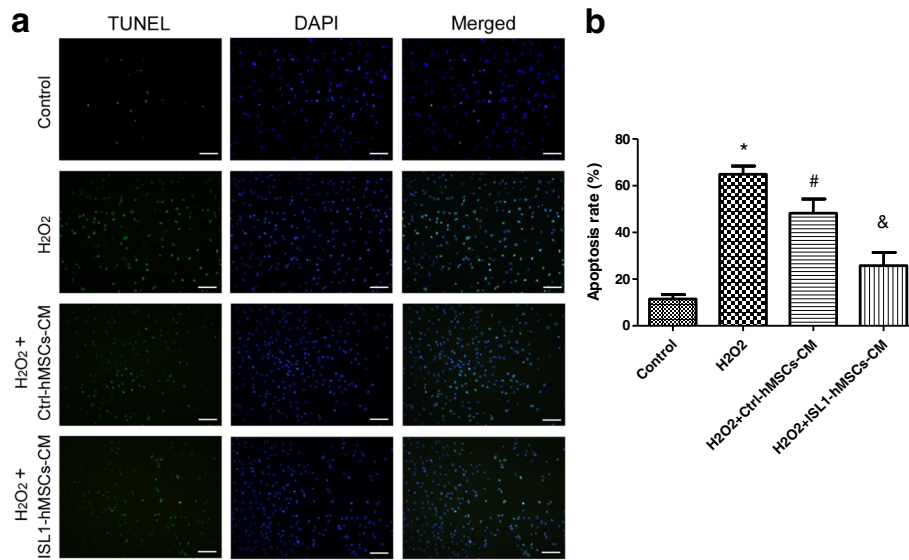 a
TUNEL
DAPI
Merged
Control
H2O2
H2O2 +
Ctrl-hMSCs-CM
H2O2 +
ISL1-hMSCs-CM
b
Apoptosis rate (%)
80
60
40
20
0
*
#
&
Control
H2O2
H2O2+Ctrl-hMSCs-CM
H2O2+ISL1-hMSCs-CM